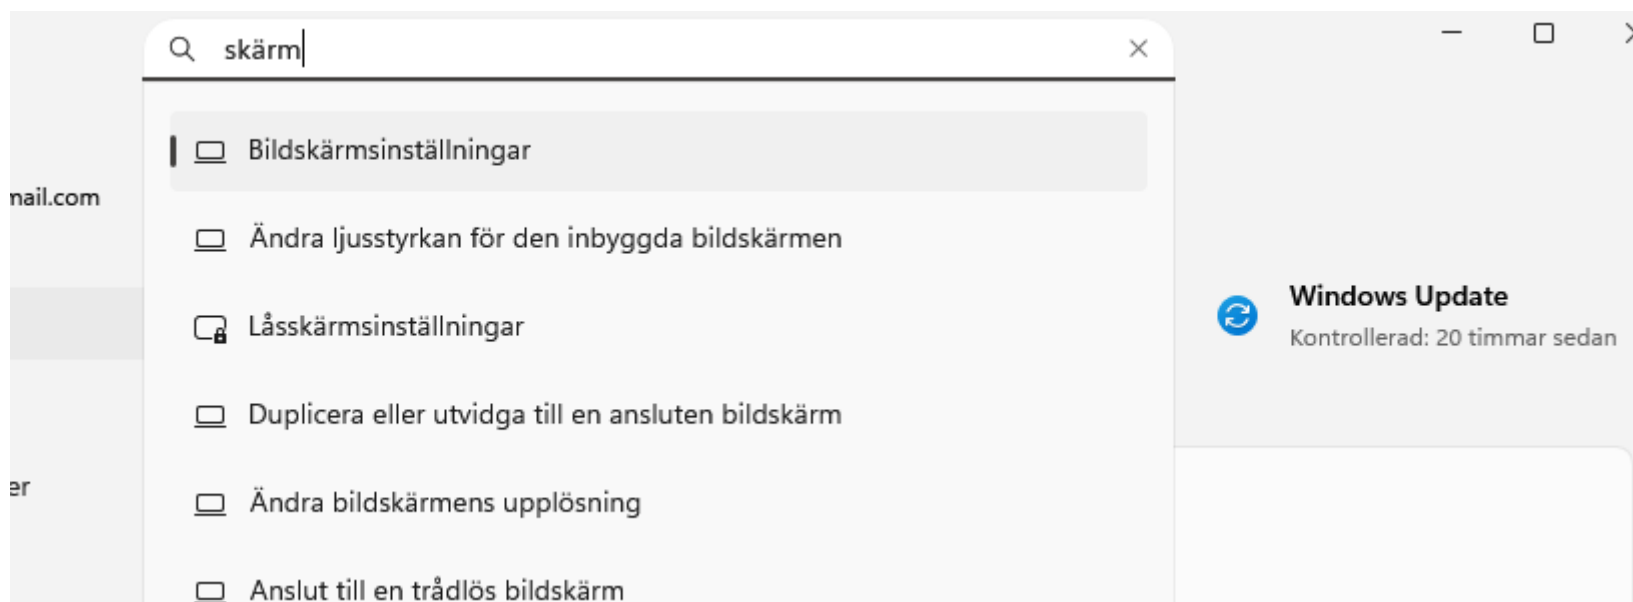 skärm
Bildskärmsinställningar
mail.com
Ändra ljusstyrkan för den inbyggda bildskärmen
Windows Update
Låsskärmsinställningar
Kontrollerad: 20 timmar sedan
Duplicera eller utvidga till en ansluten bildskärm
er
Ändra bildskärmens upplösning
Anslut till en trådlös bildskärm